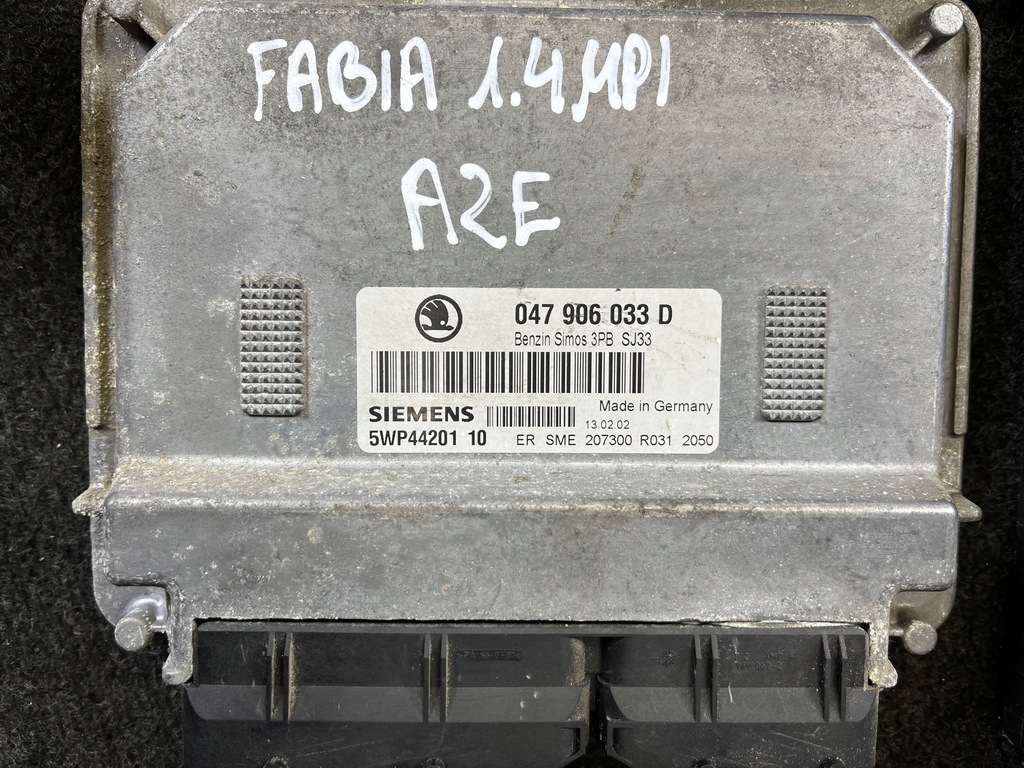 FABIA 1.4 MPI
AZE
047 906 033 D
Benzin Simos 3PB SJ33
SIEMENS
Made in Germany
13.02.02
5WP44201 10 ER SME 207300 R031 2050